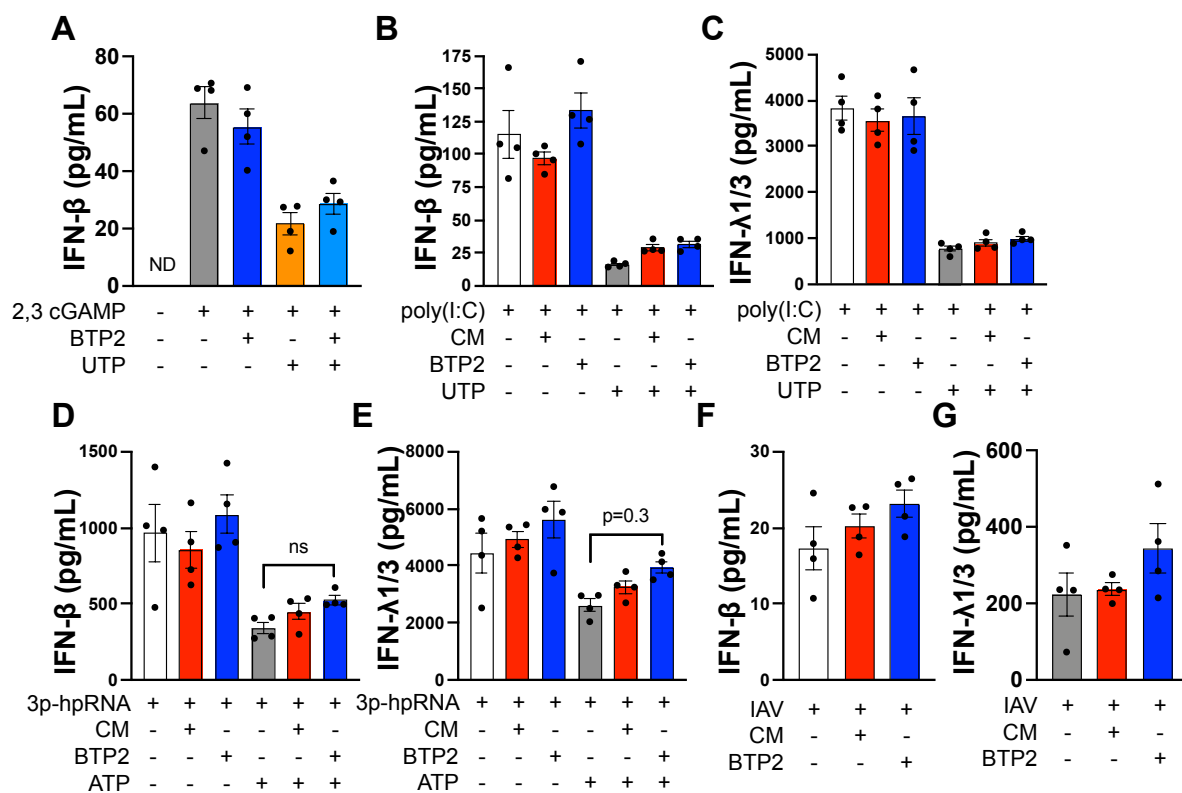 A
IFN-β (pg/mL)
80
60
40
20
0
ND
2,3 cGAMP - + + + +
BTP2 - - + - +
UTP - - - + +
B
IFN-β (pg/mL)
175
150
125
100
75
50
25
0
poly(I:C) + + + + + +
CM - + - - + -
BTP2 - - + - - +
UTP - - - + + +
C
IFN-λ1/3 (pg/mL)
5000
4000
3000
2000
1000
0
poly(I:C) + + + + + +
CM - + - - + -
BTP2 - - + - - +
UTP - - - + + +
D
IFN-β (pg/mL)
1500
1000
500
0
ns
3p-hpRNA + + + + + +
CM - + - - + -
BTP2 - - + - - +
ATP - - - + + +
E
IFN-λ1/3 (pg/mL)
8000
6000
4000
2000
0
p=0.3
3p-hpRNA + + + + + +
CM - + - - + -
BTP2 - - + - - +
ATP - - - + + +
F
IFN-β (pg/mL)
30
20
10
0
IAV + + +
CM - + -
BTP2 - - +
G
IFN-λ1/3 (pg/mL)
600
400
200
0
IAV + + +
CM - + -
BTP2 - - +